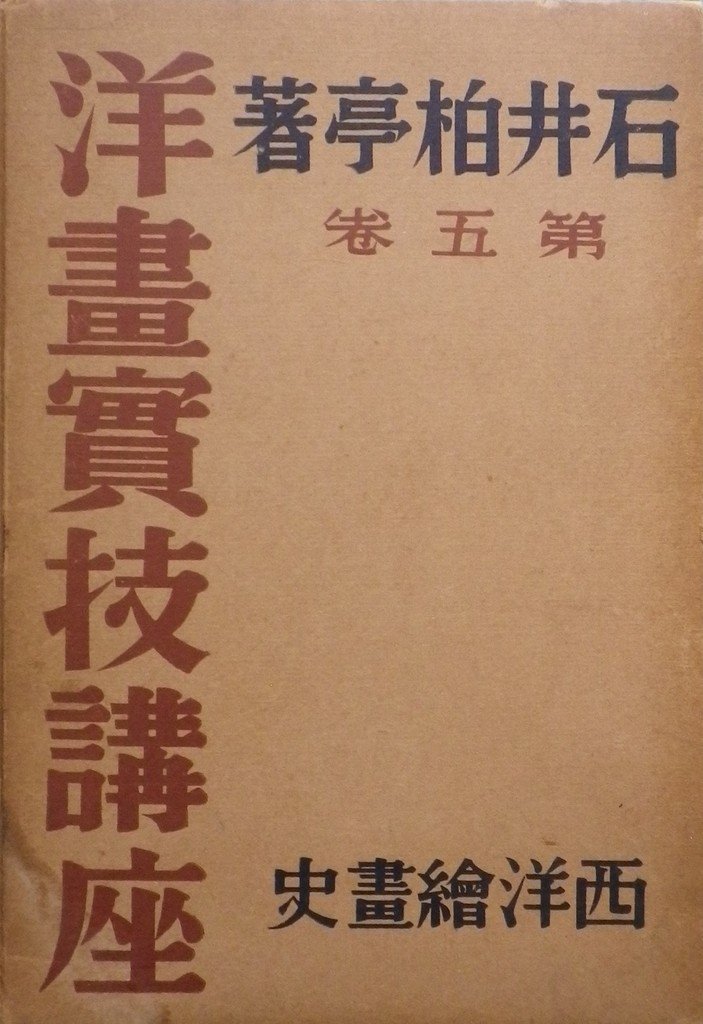 石井柏亭著
第五卷
洋畫實技講座
西洋繪畫史